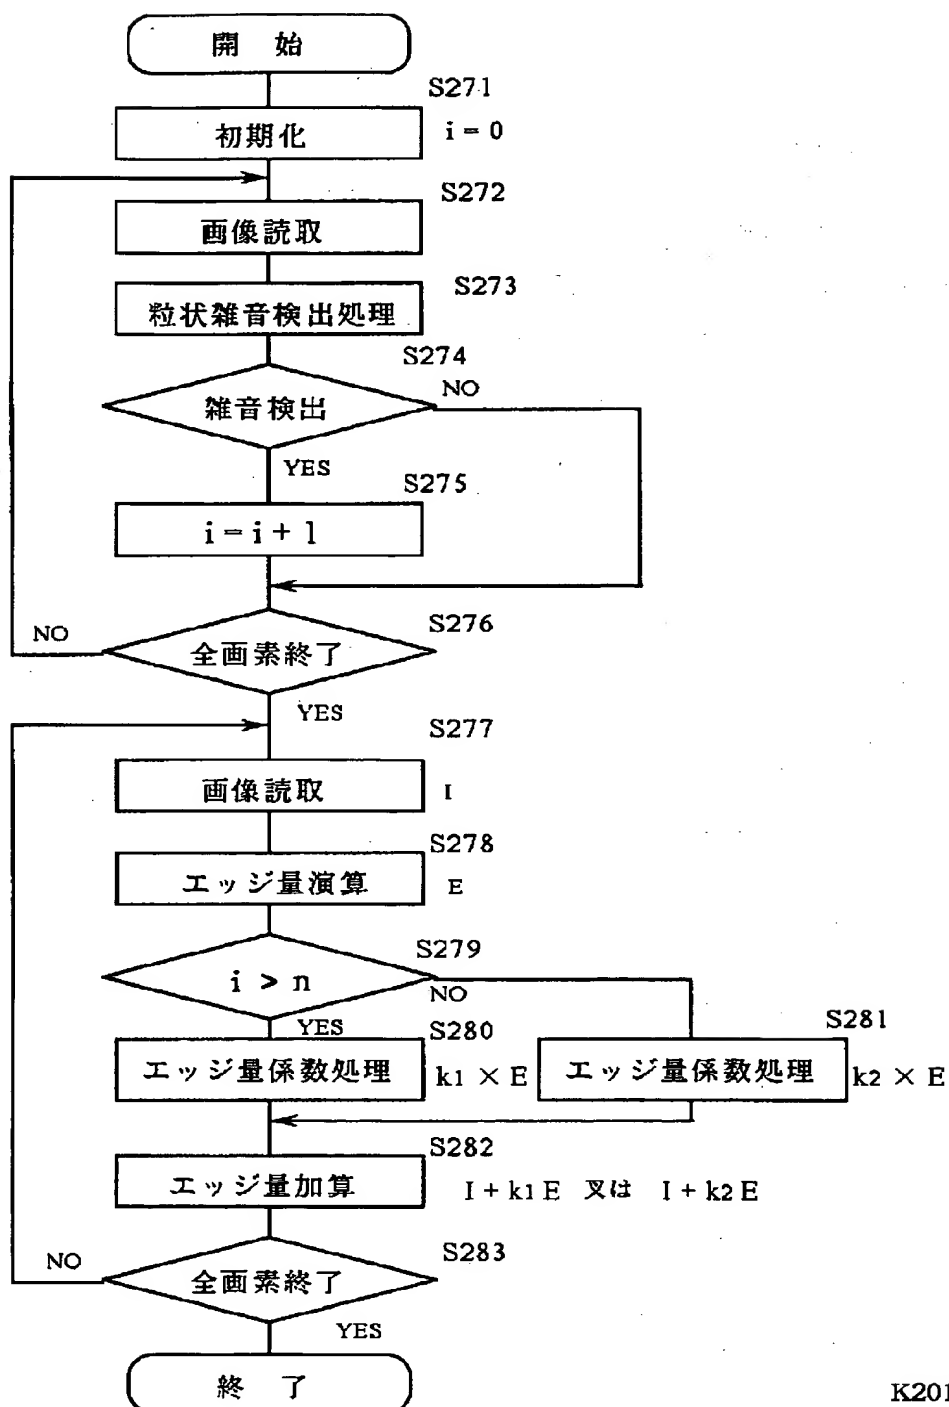 開 始
S271
初期化
i = 0
S272
画像読取
S273
粒状雑音検出処理
S274
雑音検出
NO
YES
S275
i = i + 1
S276
全画素終了
NO
YES
S277
画像読取
I
S278
エッジ量演算
E
S279
i > n
NO
YES
S280
エッジ量係数処理
k1 × E
S281
エッジ量係数処理
k2 × E
S282
エッジ量加算
I + k1 E 又は I + k2 E
S283
全画素終了
NO
YES
終 了
K201